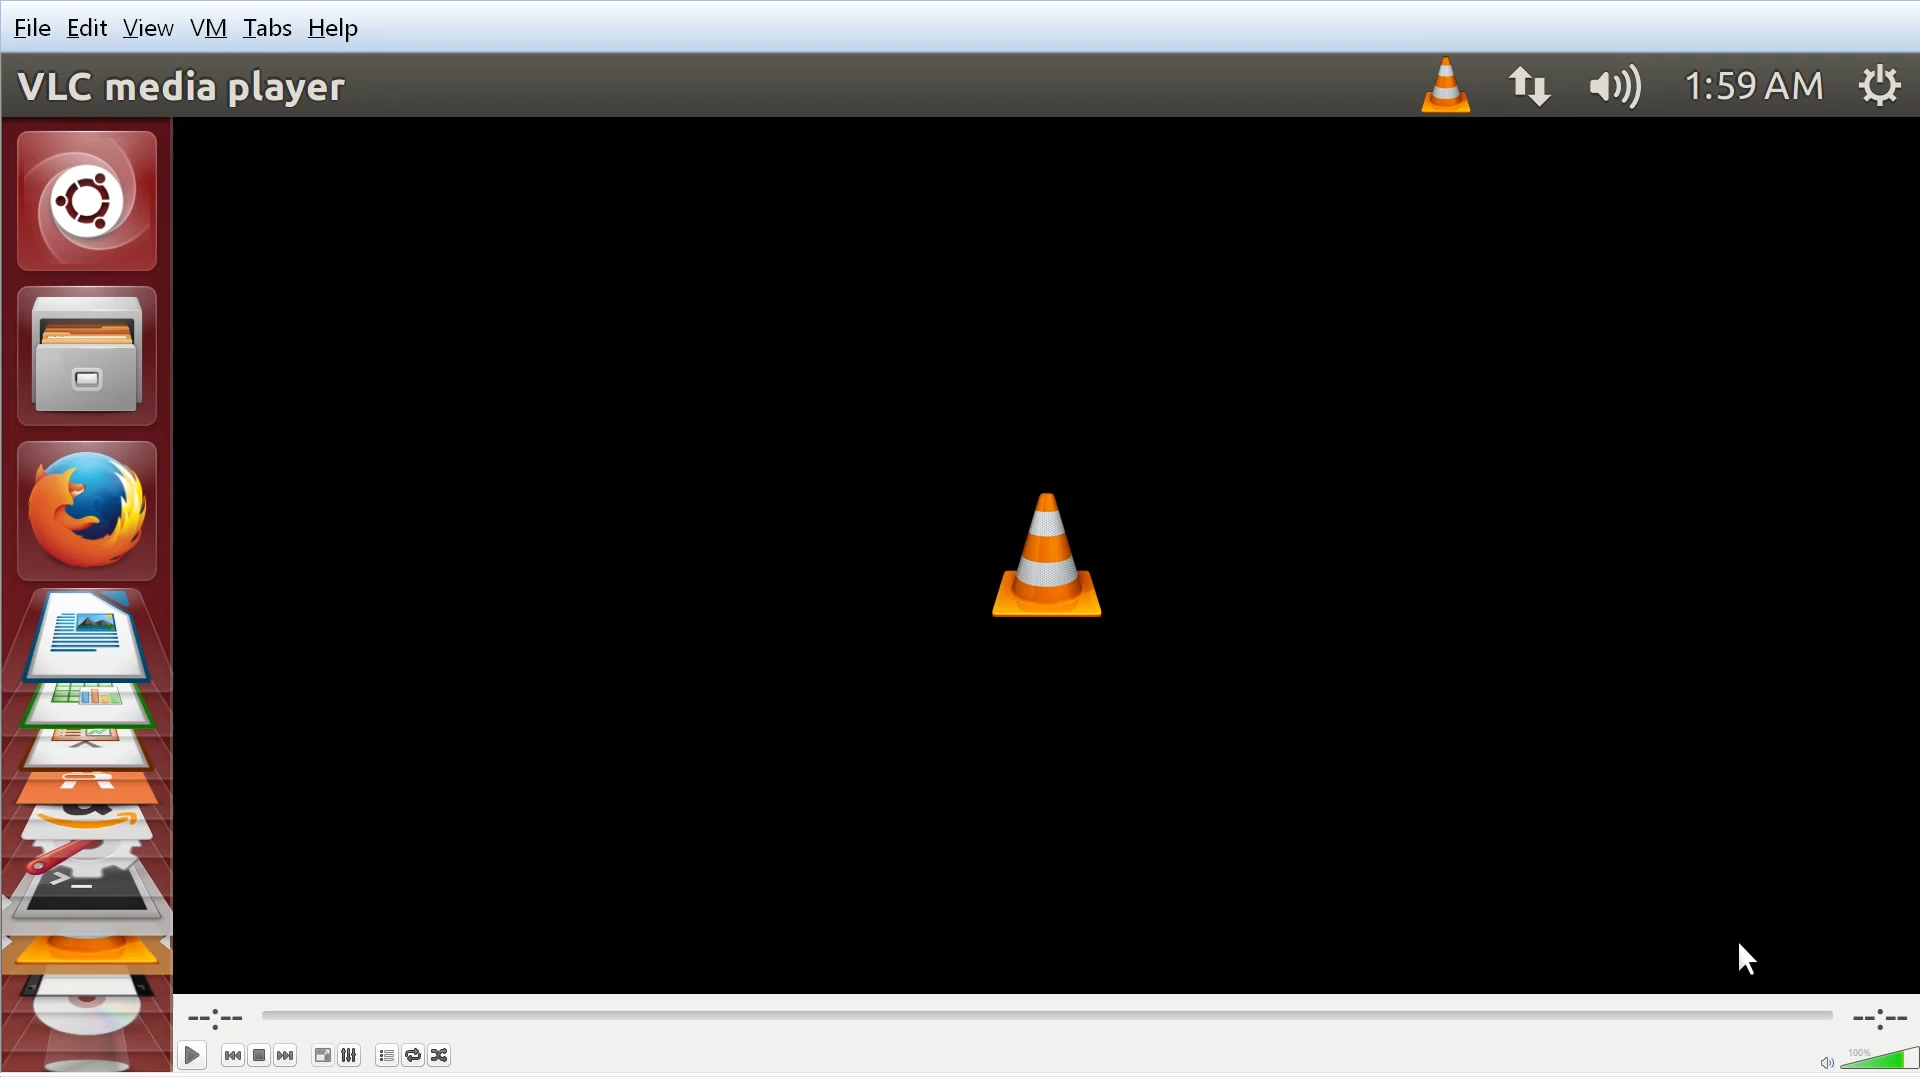 File Edit View VM Tabs Help
VLC media player 1:59 AM
--:-- --:--
100%